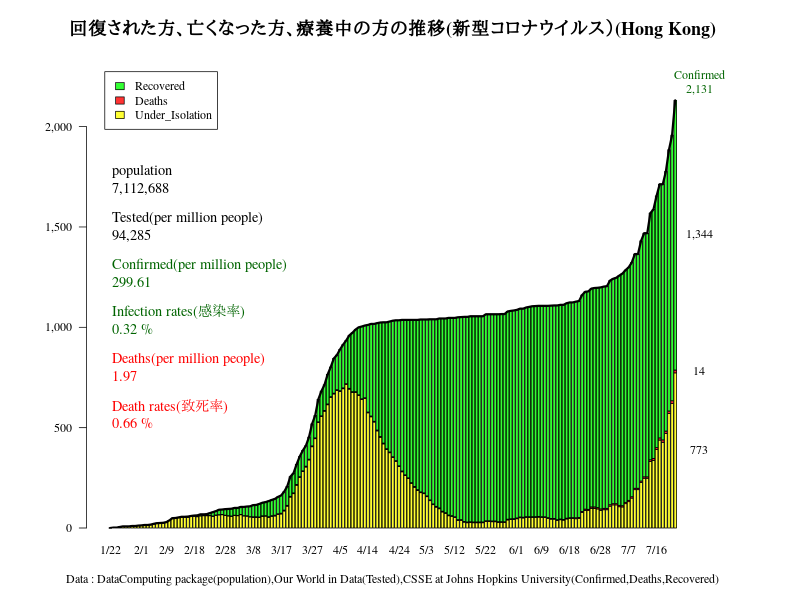 回復された方、亡くなった方、療養中の方の推移(新型コロナウイルス)(Hong Kong)
Recovered
Deaths
Under_Isolation
Confirmed
2,131
population
7,112,688
Tested(per million people)
94,285
Confirmed(per million people)
299.61
Infection rates(感染率)
0.32 %
Deaths(per million people)
1.97
Death rates(致死率)
0.66 %
2,000
1,500
1,000
500
0
1,344
14
773
1/22 2/1 2/9 2/18 2/28 3/8 3/17 3/27 4/5 4/14 4/24 5/3 5/12 5/22 6/1 6/9 6/18 6/28 7/7 7/16
Data : DataComputing package(population),Our World in Data(Tested),CSSE at Johns Hopkins University(Confirmed,Deaths,Recovered)